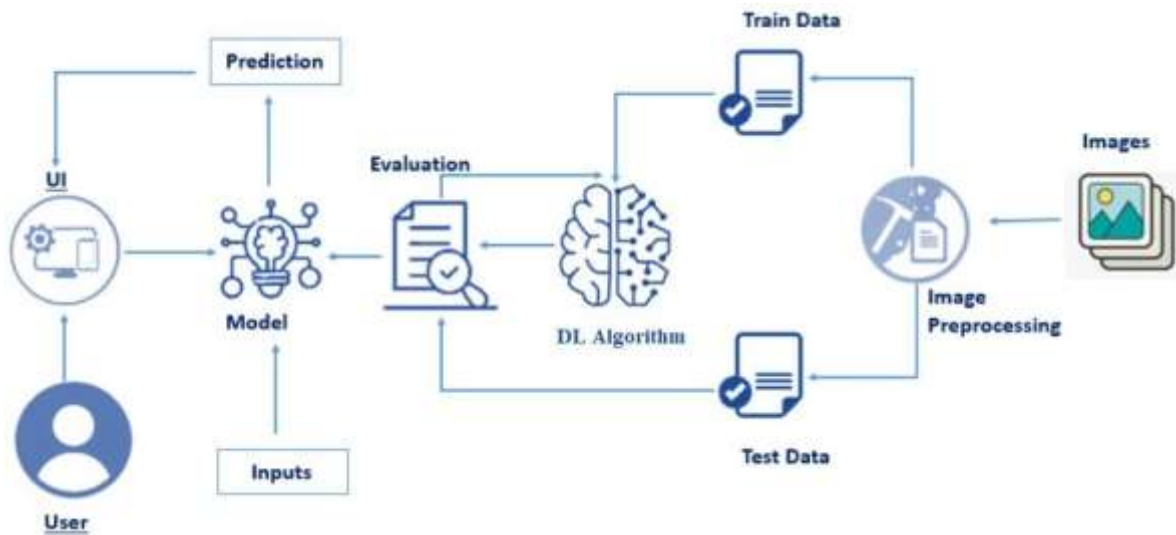 Train Data
Prediction
Images
Evaluation
UI
Image
Preprocessing
Model
DL Algorithm
Test Data
Inputs
User